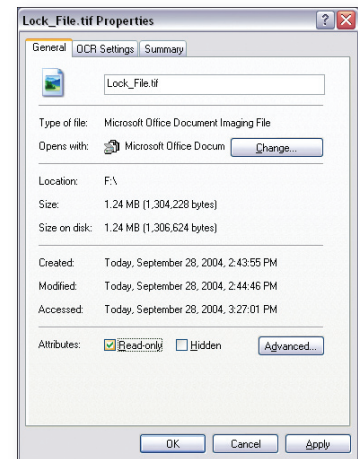 Lock_File.tif Properties
General OCR Settings Summary
Lock_File.tif
Type of file: Microsoft Office Document Imaging File
Opens with: Microsoft Office Docum Change...
Location: F:\
Size: 1.24 MB (1,304,228 bytes)
Size on disk: 1.24 MB (1,306,624 bytes)
Created: Today, September 28, 2004, 2:43:55 PM
Modified: Today, September 28, 2004, 2:44:46 PM
Accessed: Today, September 28, 2004, 3:27:01 PM
Attributes: Read-only Hidden Advanced...
OK Cancel Apply